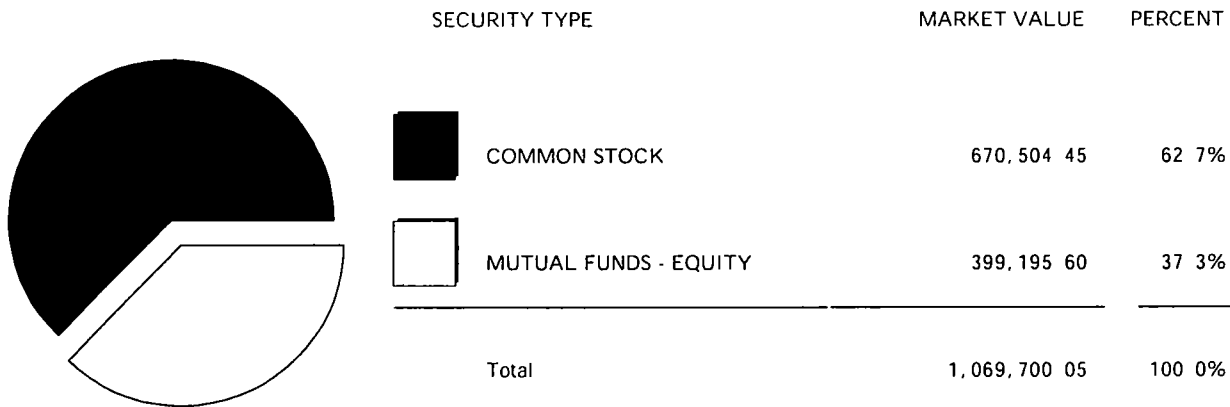 SECURITY TYPE MARKET VALUE PERCENT
COMMON STOCK 670,504 45 62 7%
MUTUAL FUNDS - EQUITY 399,195 60 37 3%
Total 1,069,700 05 100 0%